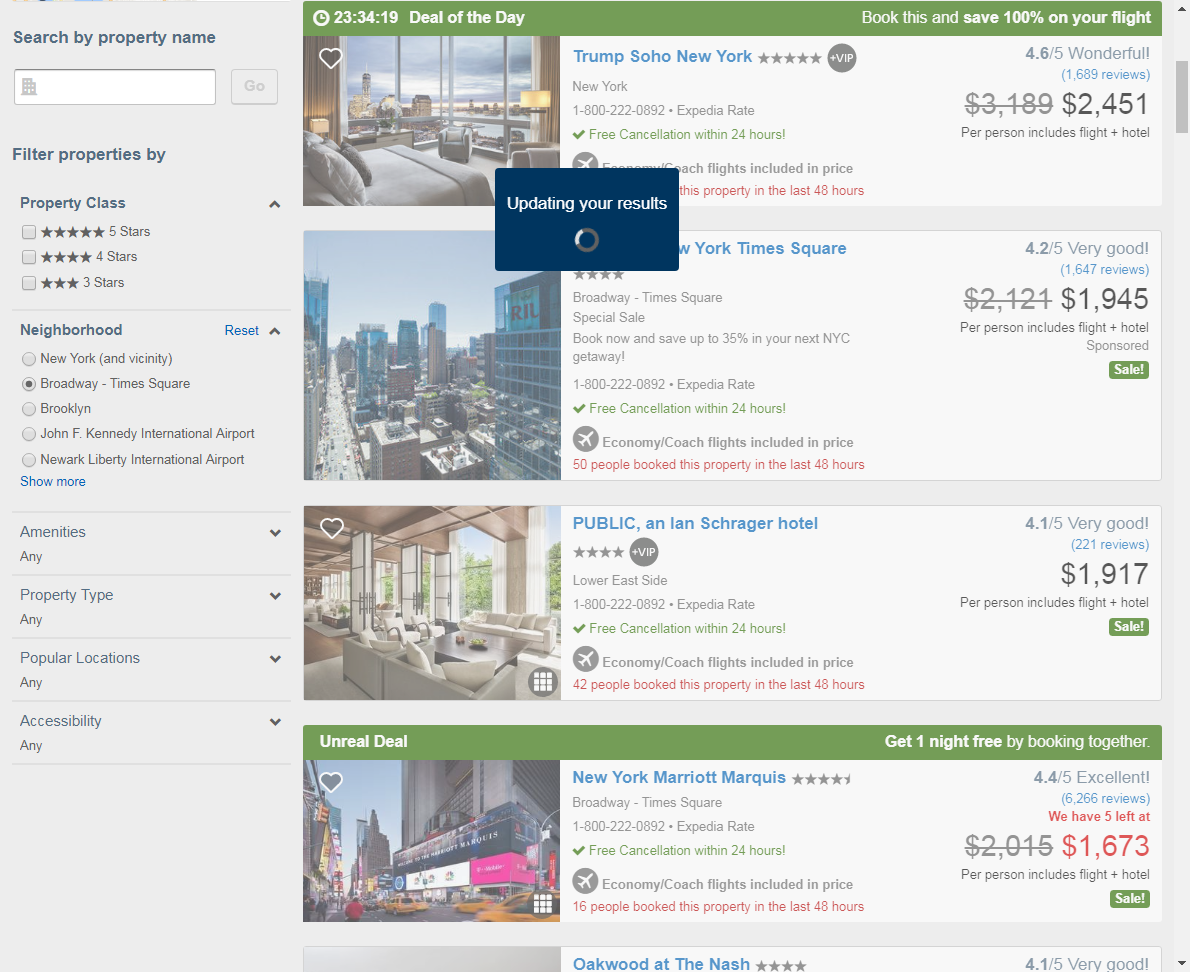 Search by property name
Go
Filter properties by
Property Class
5 Stars
4 Stars
3 Stars
Neighborhood
Reset
New York (and vicinity)
Broadway - Times Square
Brooklyn
John F. Kennedy International Airport
Newark Liberty International Airport
Show more
Amenities
Any
Property Type
Any
Popular Locations
Any
Accessibility
Any
23:34:19 Deal of the Day
Book this and save 100% on your flight
Trump Soho New York
+VIP
New York
1-800-222-0892 • Expedia Rate
Free Cancellation within 24 hours!
Economy/Coach flights included in price
this property in the last 48 hours
4.6/5 Wonderful!
(1,689 reviews)
$3,189 $2,451
Per person includes flight + hotel
Updating your results
York Times Square
Broadway - Times Square
Special Sale
Book now and save up to 35% in your next NYC
getaway!
1-800-222-0892 • Expedia Rate
Free Cancellation within 24 hours!
Economy/Coach flights included in price
50 people booked this property in the last 48 hours
4.2/5 Very good!
(1,647 reviews)
$2,121 $1,945
Per person includes flight + hotel
Sponsored
Sale!
RIU
PUBLIC, an Ian Schrager hotel
+VIP
Lower East Side
1-800-222-0892 • Expedia Rate
Free Cancellation within 24 hours!
Economy/Coach flights included in price
42 people booked this property in the last 48 hours
4.1/5 Very good!
(221 reviews)
$1,917
Per person includes flight + hotel
Sale!
Unreal Deal
Get 1 night free by booking together.
New York Marriott Marquis
Broadway - Times Square
1-800-222-0892 • Expedia Rate
Free Cancellation within 24 hours!
Economy/Coach flights included in price
16 people booked this property in the last 48 hours
4.4/5 Excellent!
(6,266 reviews)
We have 5 left at
$2,015 $1,673
Per person includes flight + hotel
Sale!
WELCOME TO THE MARRIOTT MARQUIS
Oakwood at The Nash
4.1/5 Very good!